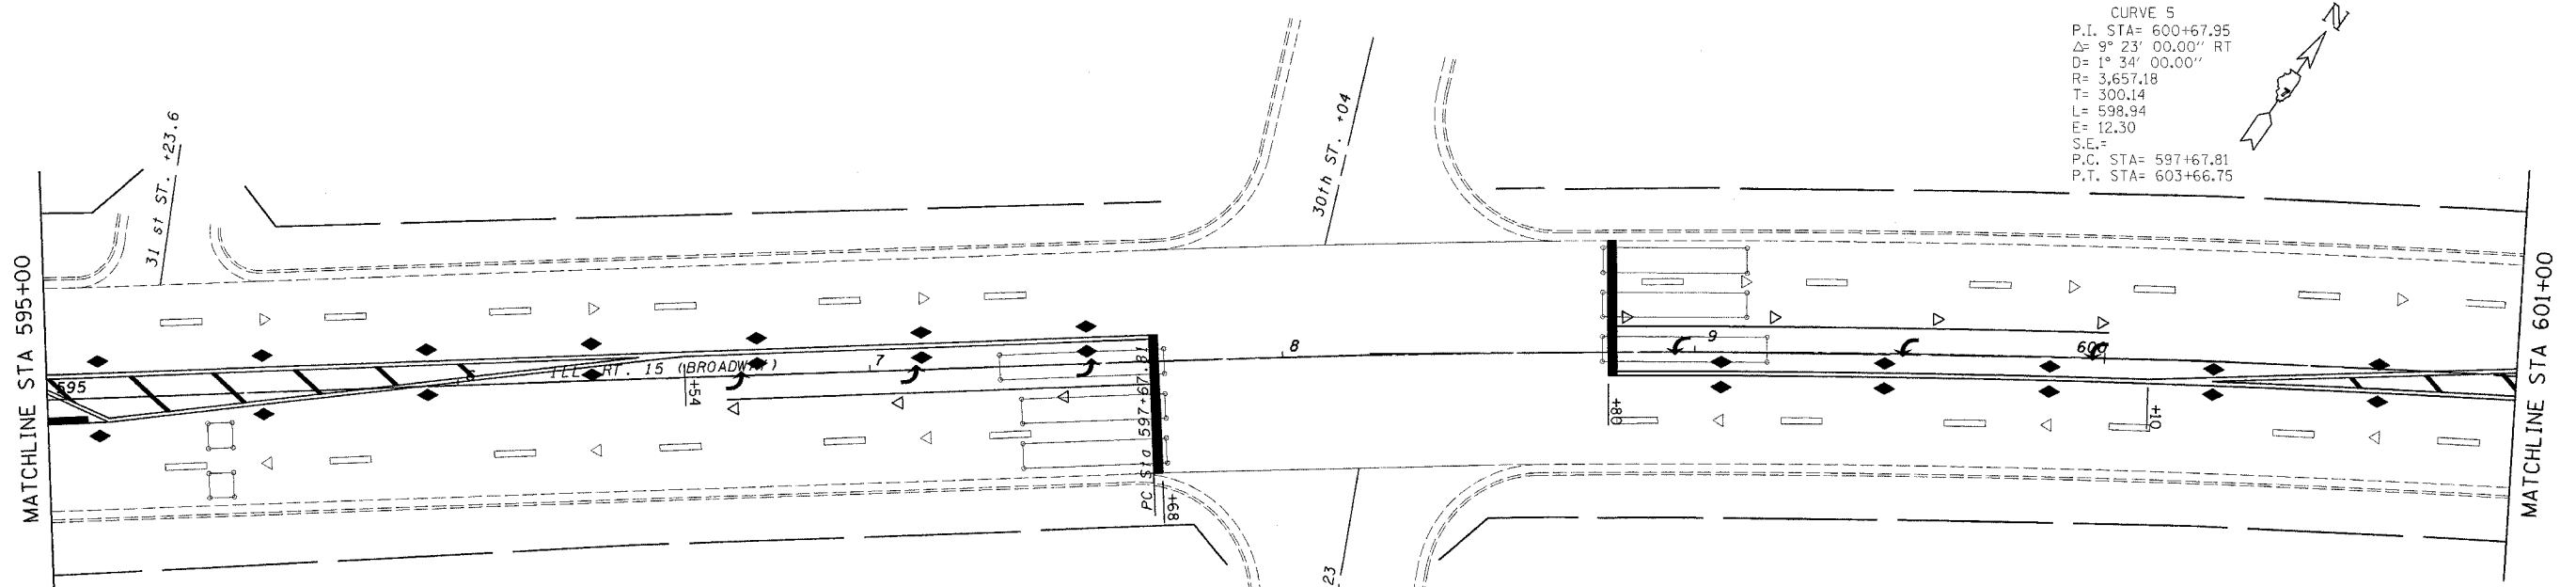 CURVE 5
P.I. STA= 600+67.95
Δ= 9° 23' 00.00'' RT
D= 1° 34' 00.00''
R= 3,657.18
T= 300.14
L= 598.94
E= 12.30
S.E.=
P.C. STA= 597+67.81
P.T. STA= 603+66.75
N
MATCHLINE STA 595+00
31 st ST. +23.6
30th ST. +04
MATCHLINE STA 601+00
595
6
ILL. RT. 15 (BROADWAY)
+54
7
PC Sta 597+67.81
+68
8
9
+80
600
+10
23